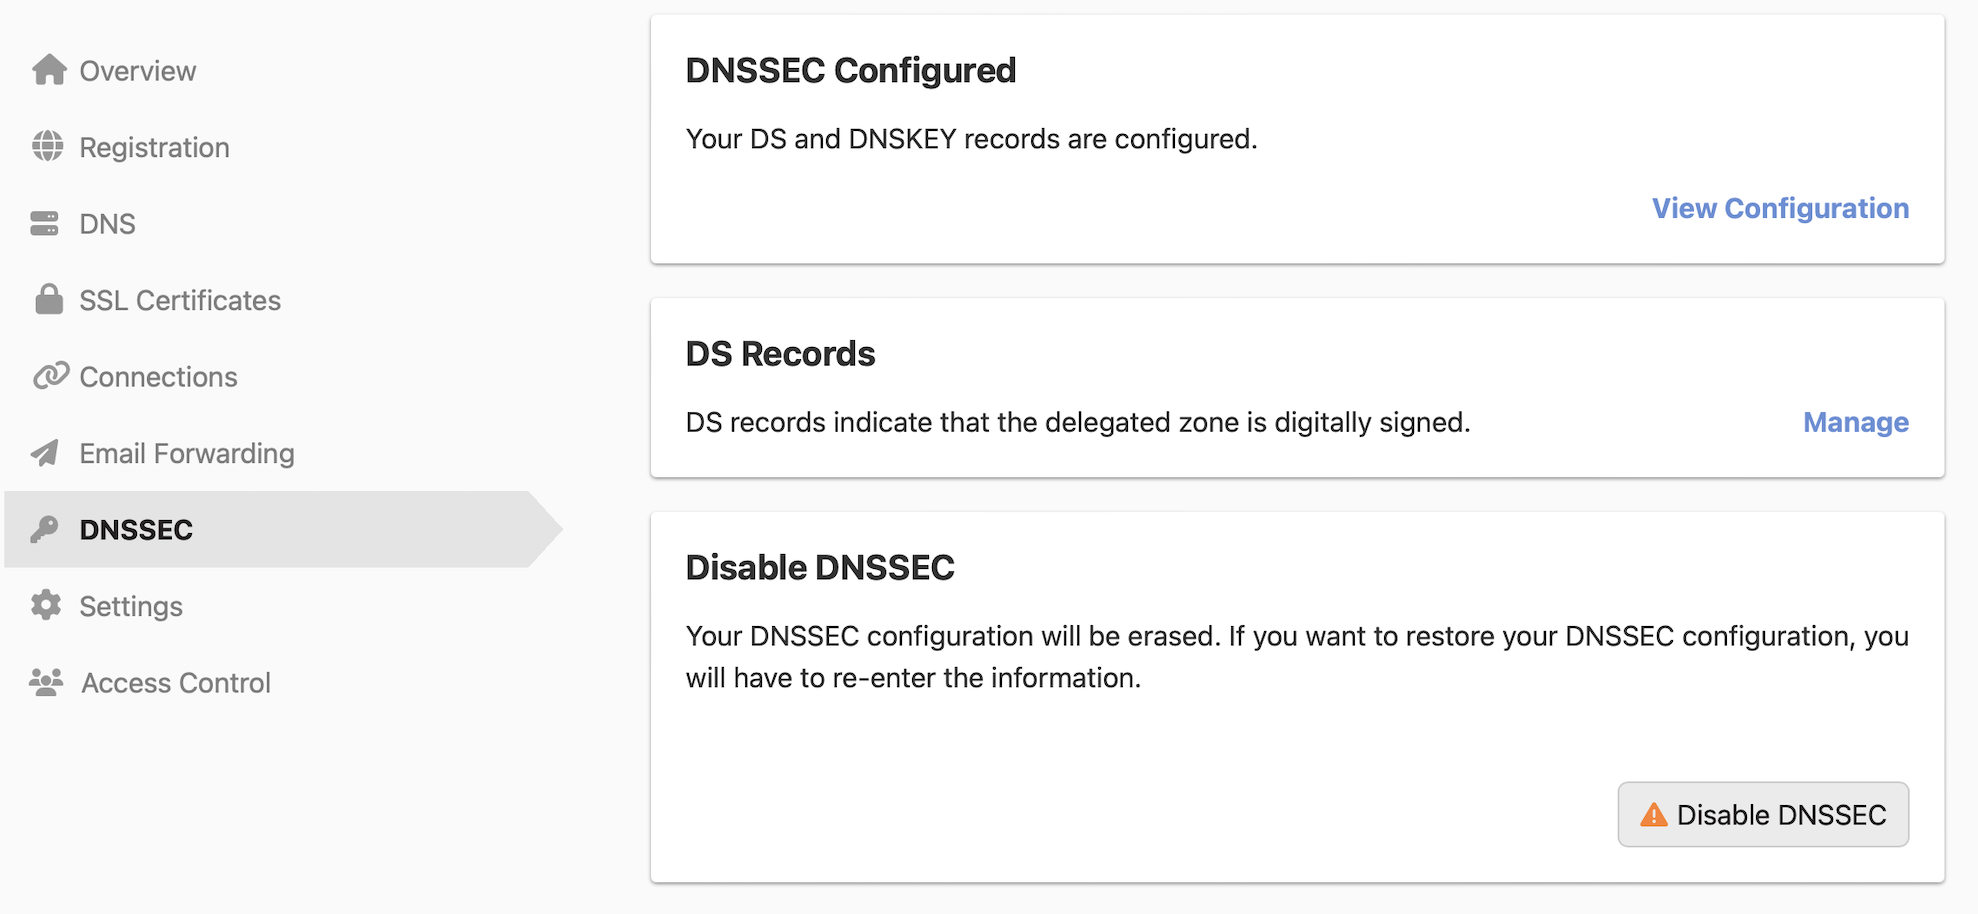 Overview
Registration
DNS
SSL Certificates
Connections
Email Forwarding
DNSSEC
Settings
Access Control
DNSSEC Configured
Your DS and DNSKEY records are configured.
View Configuration
DS Records
DS records indicate that the delegated zone is digitally signed.
Manage
Disable DNSSEC
Your DNSSEC configuration will be erased. If you want to restore your DNSSEC configuration, you
will have to re-enter the information.
Disable DNSSEC